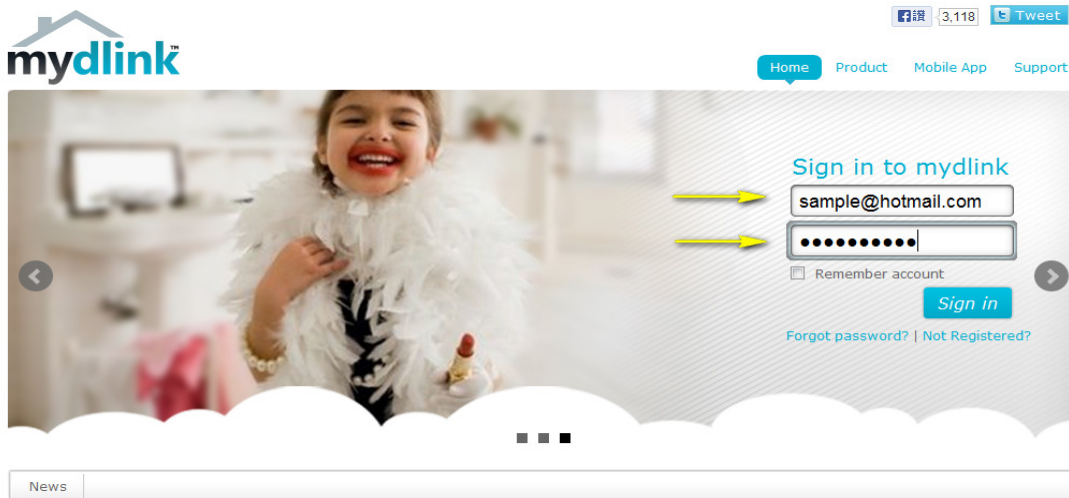 讚 3,118 Tweet
mydlink™
Home Product Mobile App Support
Sign in to mydlink
sample@hotmail.com
●●●●●●●●●●
Remember account
Sign in
Forgot password? | Not Registered?
News